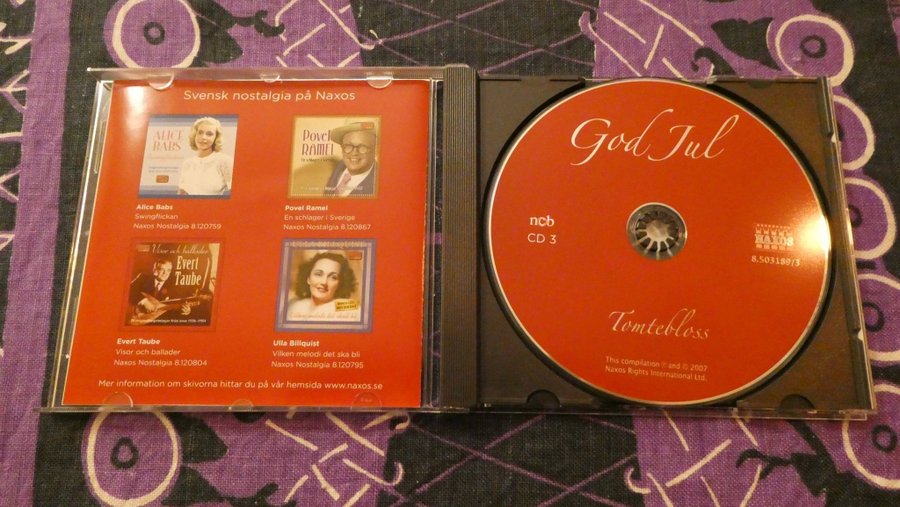 Svensk nostalgia på Naxos
ALICE
BABS
Alice Babs
Swingflickan
Naxos Nostalgia 8.120759
Povel
RAMEL
Povel Ramel
En schlager i Sverige
Naxos Nostalgia 8.120867
Visor och ballader
Evert
Taube
Evert Taube
Visor och ballader
Naxos Nostalgia 8.120804
Ulla Billquist
Vilken melodi det ska bli
Naxos Nostalgia 8.120795
Mer information om skivorna hittar du på vår hemsida www.naxos.se
God Jul
ncb
CD 3
NAXOS
8.503189/3
Tomtebloss
This compilation ℗ and © 2007
Naxos Rights International Ltd.